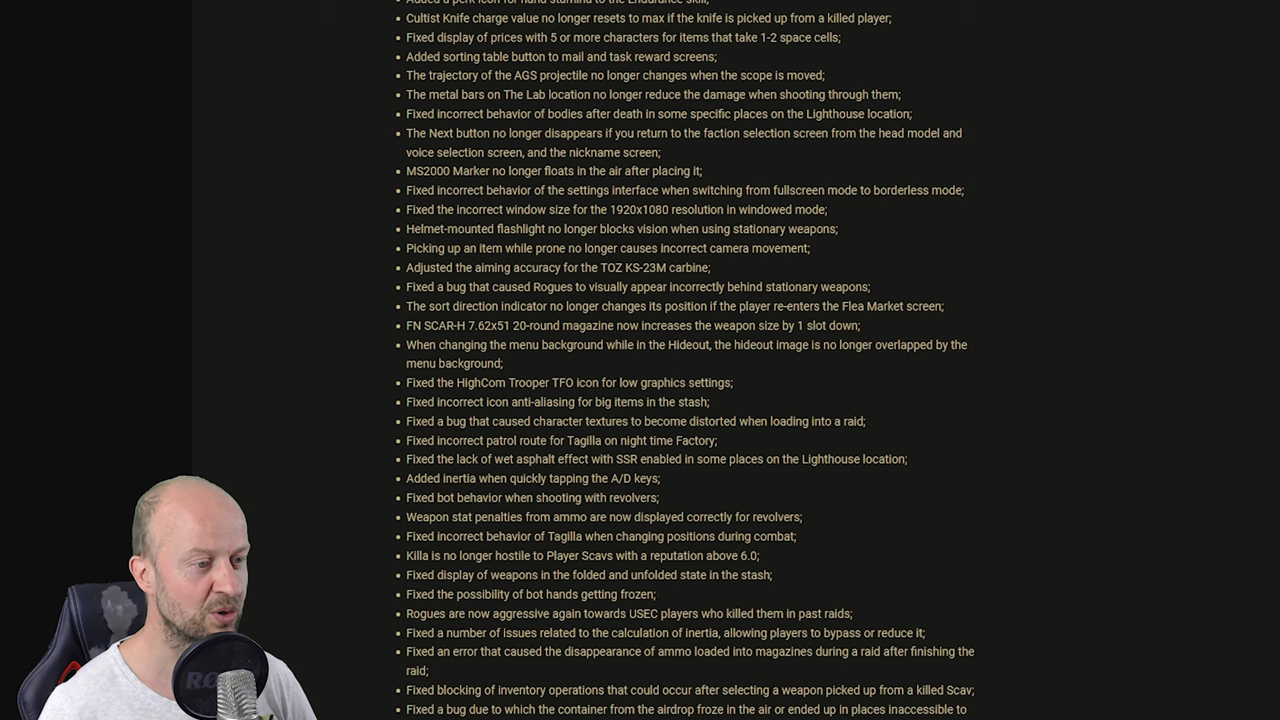 Added a perk icon for hand stamina to the Endurance skill;
• Cultist Knife charge value no longer resets to max if the knife is picked up from a killed player;
• Fixed display of prices with 5 or more characters for items that take 1-2 space cells;
• Added sorting table button to mail and task reward screens;
• The trajectory of the AGS projectile no longer changes when the scope is moved;
• The metal bars on The Lab location no longer reduce the damage when shooting through them;
• Fixed incorrect behavior of bodies after death in some specific places on the Lighthouse location;
• The Next button no longer disappears if you return to the faction selection screen from the head model and
voice selection screen, and the nickname screen;
• MS2000 Marker no longer floats in the air after placing it;
• Fixed incorrect behavior of the settings interface when switching from fullscreen mode to borderless mode;
• Fixed the incorrect window size for the 1920x1080 resolution in windowed mode;
• Helmet-mounted flashlight no longer blocks vision when using stationary weapons;
• Picking up an item while prone no longer causes incorrect camera movement;
• Adjusted the aiming accuracy for the TOZ KS-23M carbine;
• Fixed a bug that caused Rogues to visually appear incorrectly behind stationary weapons;
• The sort direction indicator no longer changes its position if the player re-enters the Flea Market screen;
• FN SCAR-H 7.62x51 20-round magazine now increases the weapon size by 1 slot down;
• When changing the menu background while in the Hideout, the hideout image is no longer overlapped by the
menu background;
• Fixed the HighCom Trooper TFO icon for low graphics settings;
• Fixed incorrect icon anti-aliasing for big items in the stash;
• Fixed a bug that caused character textures to become distorted when loading into a raid;
• Fixed incorrect patrol route for Tagilla on night time Factory;
• Fixed the lack of wet asphalt effect with SSR enabled in some places on the Lighthouse location;
• Added inertia when quickly tapping the A/D keys;
• Fixed bot behavior when shooting with revolvers;
• Weapon stat penalties from ammo are now displayed correctly for revolvers;
• Fixed incorrect behavior of Tagilla when changing positions during combat;
• Killa is no longer hostile to Player Scavs with a reputation above 6.0;
• Fixed display of weapons in the folded and unfolded state in the stash;
• Fixed the possibility of bot hands getting frozen;
• Rogues are now aggressive again towards USEC players who killed them in past raids;
• Fixed a number of issues related to the calculation of inertia, allowing players to bypass or reduce it;
• Fixed an error that caused the disappearance of ammo loaded into magazines during a raid after finishing the
raid;
• Fixed blocking of inventory operations that could occur after selecting a weapon picked up from a killed Scav;
• Fixed a bug due to which the container from the airdrop froze in the air or ended up in places inaccessible to